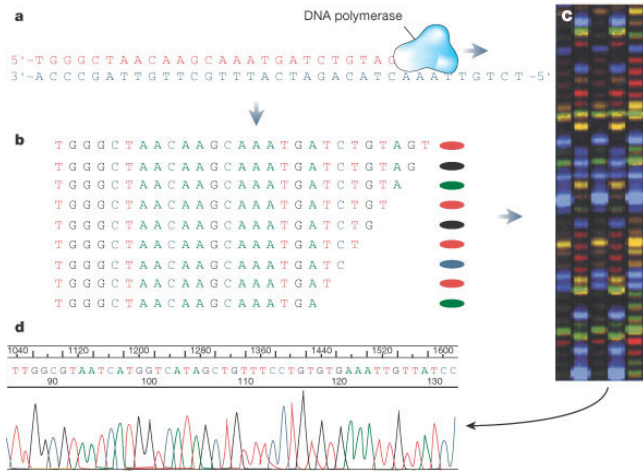 a
DNA polymerase
5'-TGGGCTAACAAGCAAATGATCTGTAG
3'-ACCCGATTGTTCGTTTACTAGACATCAAATTGTCT-5'
b
TGGGCTAACAAGCAAATGATCTGTAGT
TGGGCTAACAAGCAAATGATCTGTAG
TGGGCTAACAAGCAAATGATCTGTA
TGGGCTAACAAGCAAATGATCTGT
TGGGCTAACAAGCAAATGATCTG
TGGGCTAACAAGCAAATGATCT
TGGGCTAACAAGCAAATGATC
TGGGCTAACAAGCAAATGAT
TGGGCTAACAAGCAAATGA
c
d
1040 1120 1200 1280 1360 1440 1520 1600
TTGGCGTAATCATGGTCATAGCTGTTTCCTGTGTGAAATTGTTATCC
90 100 110 120 130